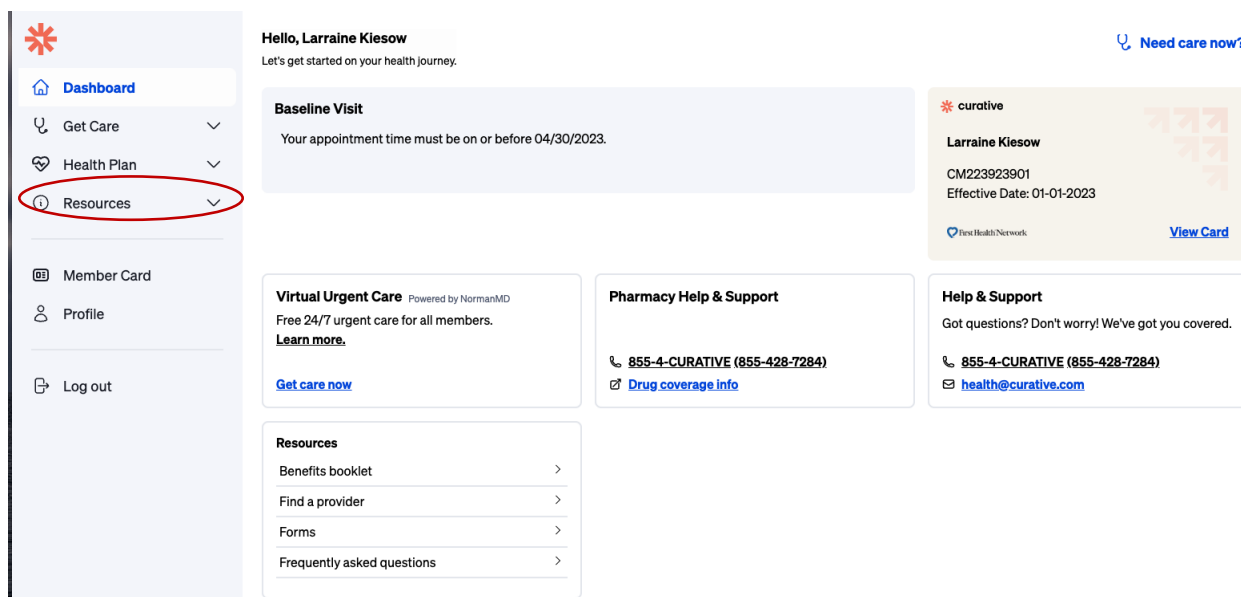 Dashboard
Get Care
Health Plan
Resources
Member Card
Profile
Log out
Hello, Larraine Kiesow
Let's get started on your health journey.
Need care now?
Baseline Visit
Your appointment time must be on or before 04/30/2023.
curative
Larraine Kiesow
CM223923901
Effective Date: 01-01-2023
First Health Network
View Card
Virtual Urgent Care Powered by NormanMD
Free 24/7 urgent care for all members.
Learn more.
Get care now
Pharmacy Help & Support
855-4-CURATIVE (855-428-7284)
Drug coverage info
Help & Support
Got questions? Don't worry! We've got you covered.
855-4-CURATIVE (855-428-7284)
health@curative.com
Resources
Benefits booklet
Find a provider
Forms
Frequently asked questions